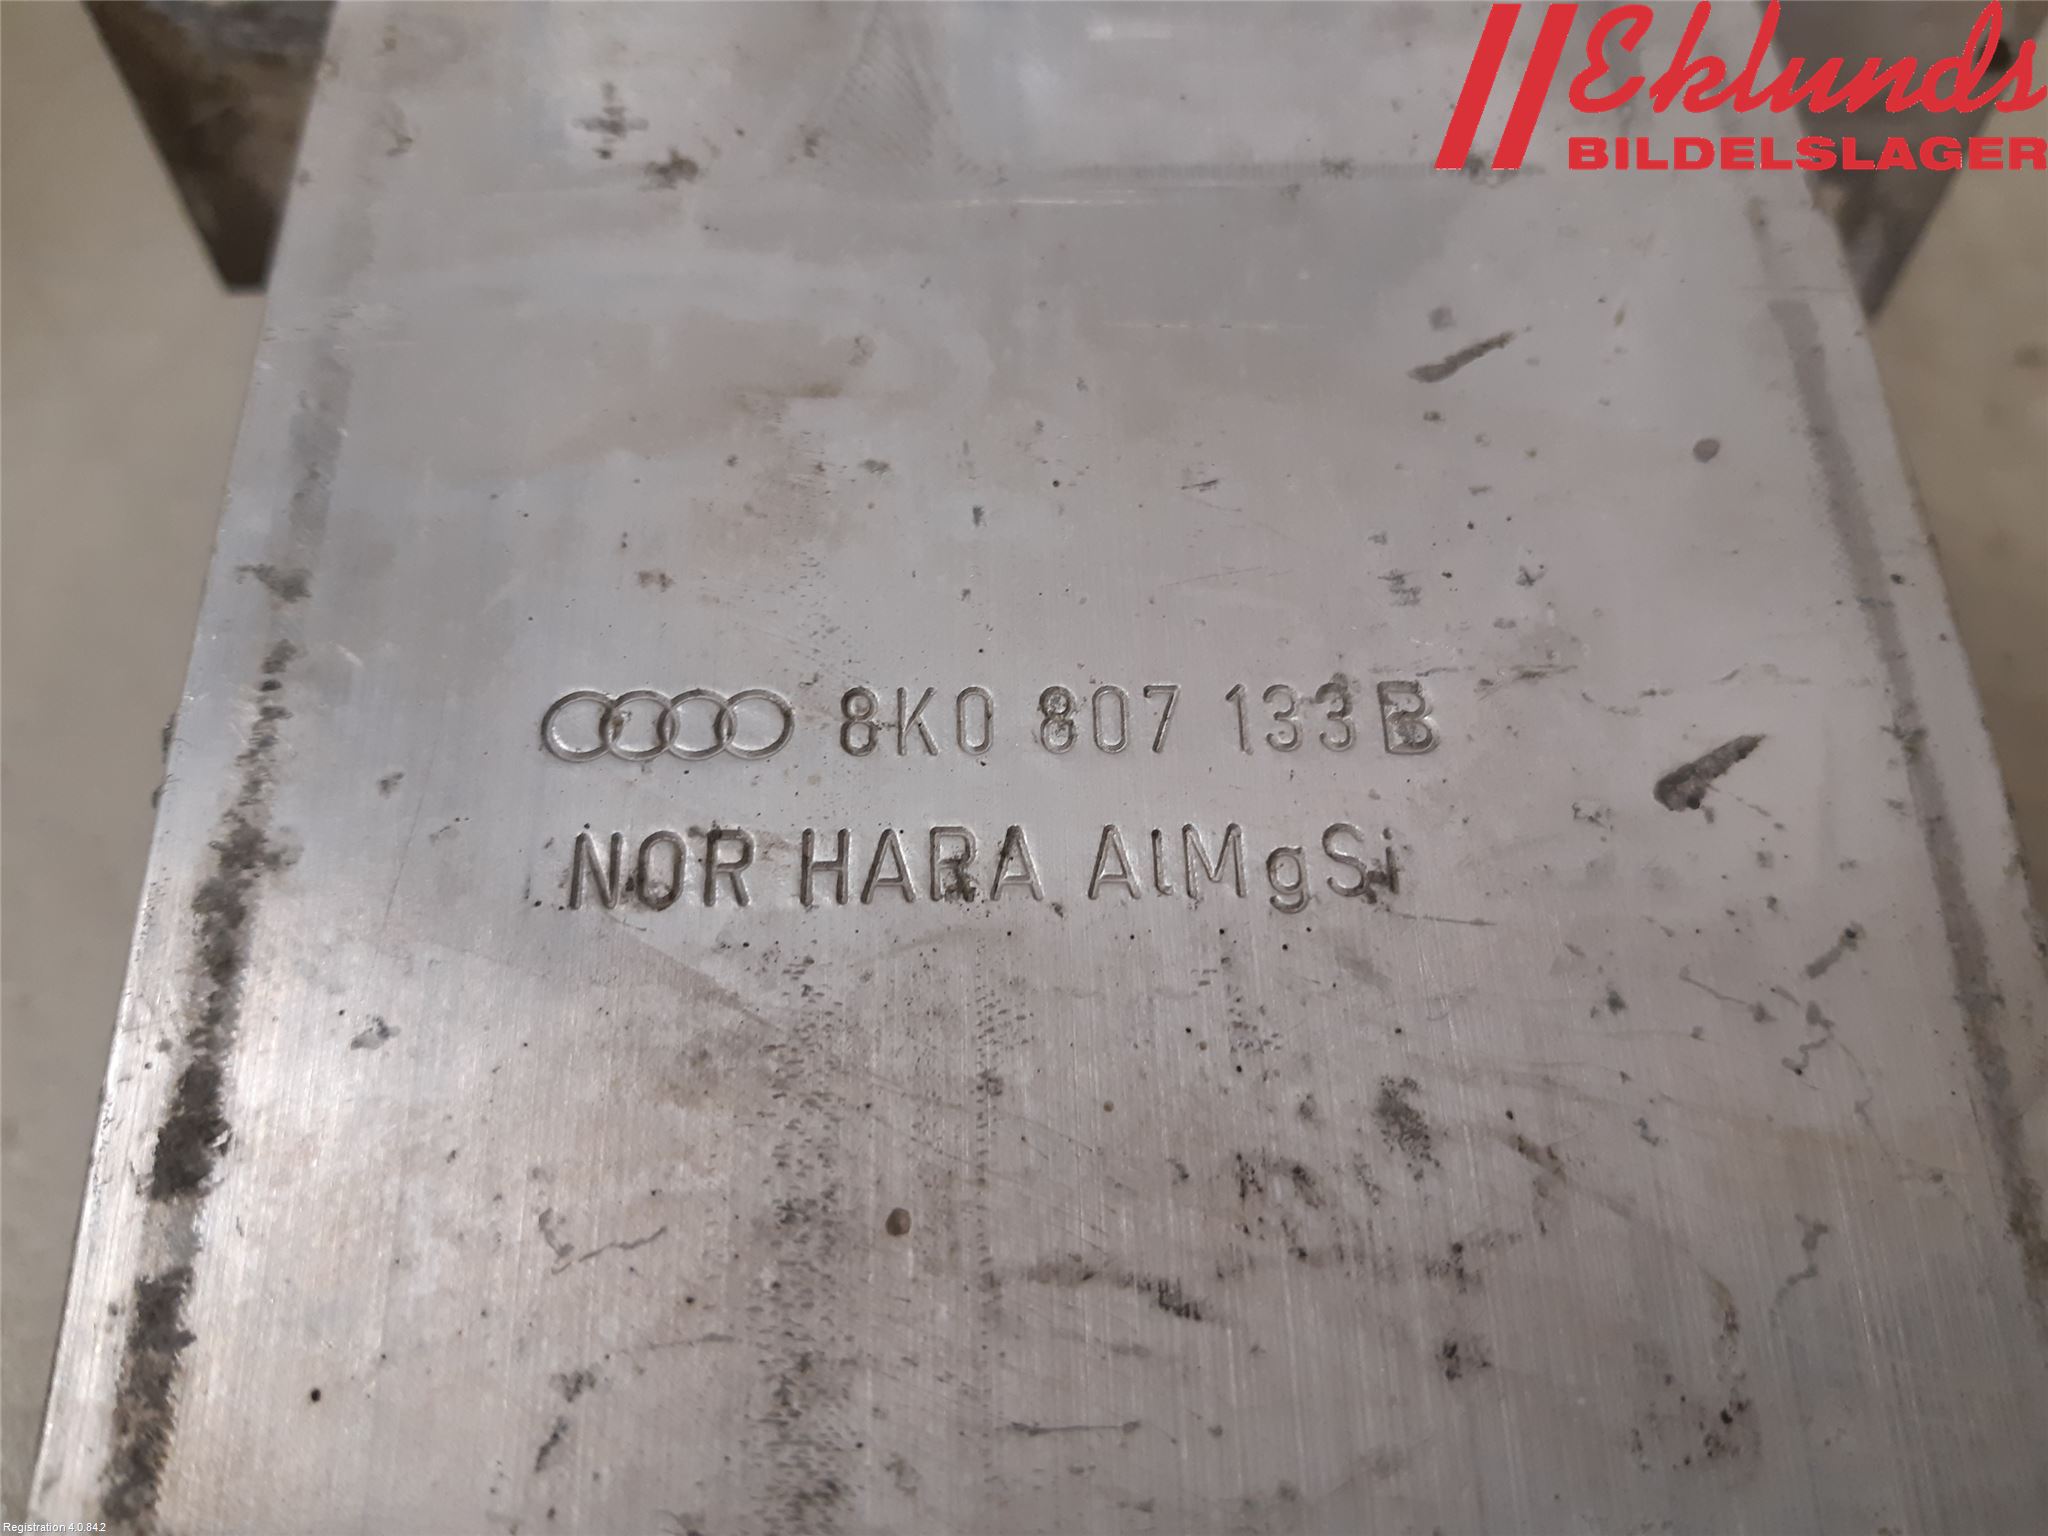 Eklunds
BILDELSLAGER
8K0 807 133 B
NOR HARA AlMgSi
Registration 4.0.84.2